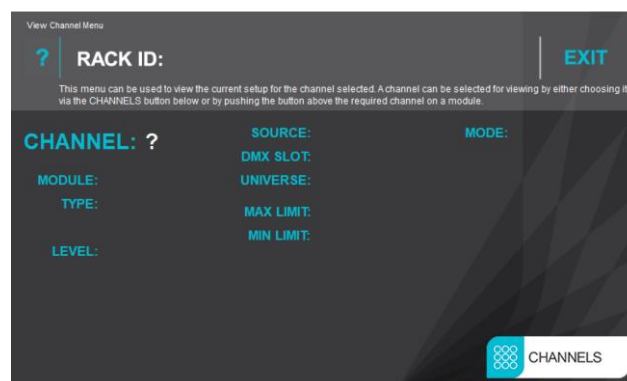 View Channel Menu
? RACK ID: EXIT
This menu can be used to view the current setup for the channel selected. A channel can be selected for viewing by either choosing it
via the CHANNELS button below or by pushing the button above the required channel on a module.
CHANNEL: ?
MODULE:
TYPE:
LEVEL:
SOURCE:
DMX SLOT:
UNIVERSE:
MAX LIMIT:
MIN LIMIT:
MODE:
CHANNELS